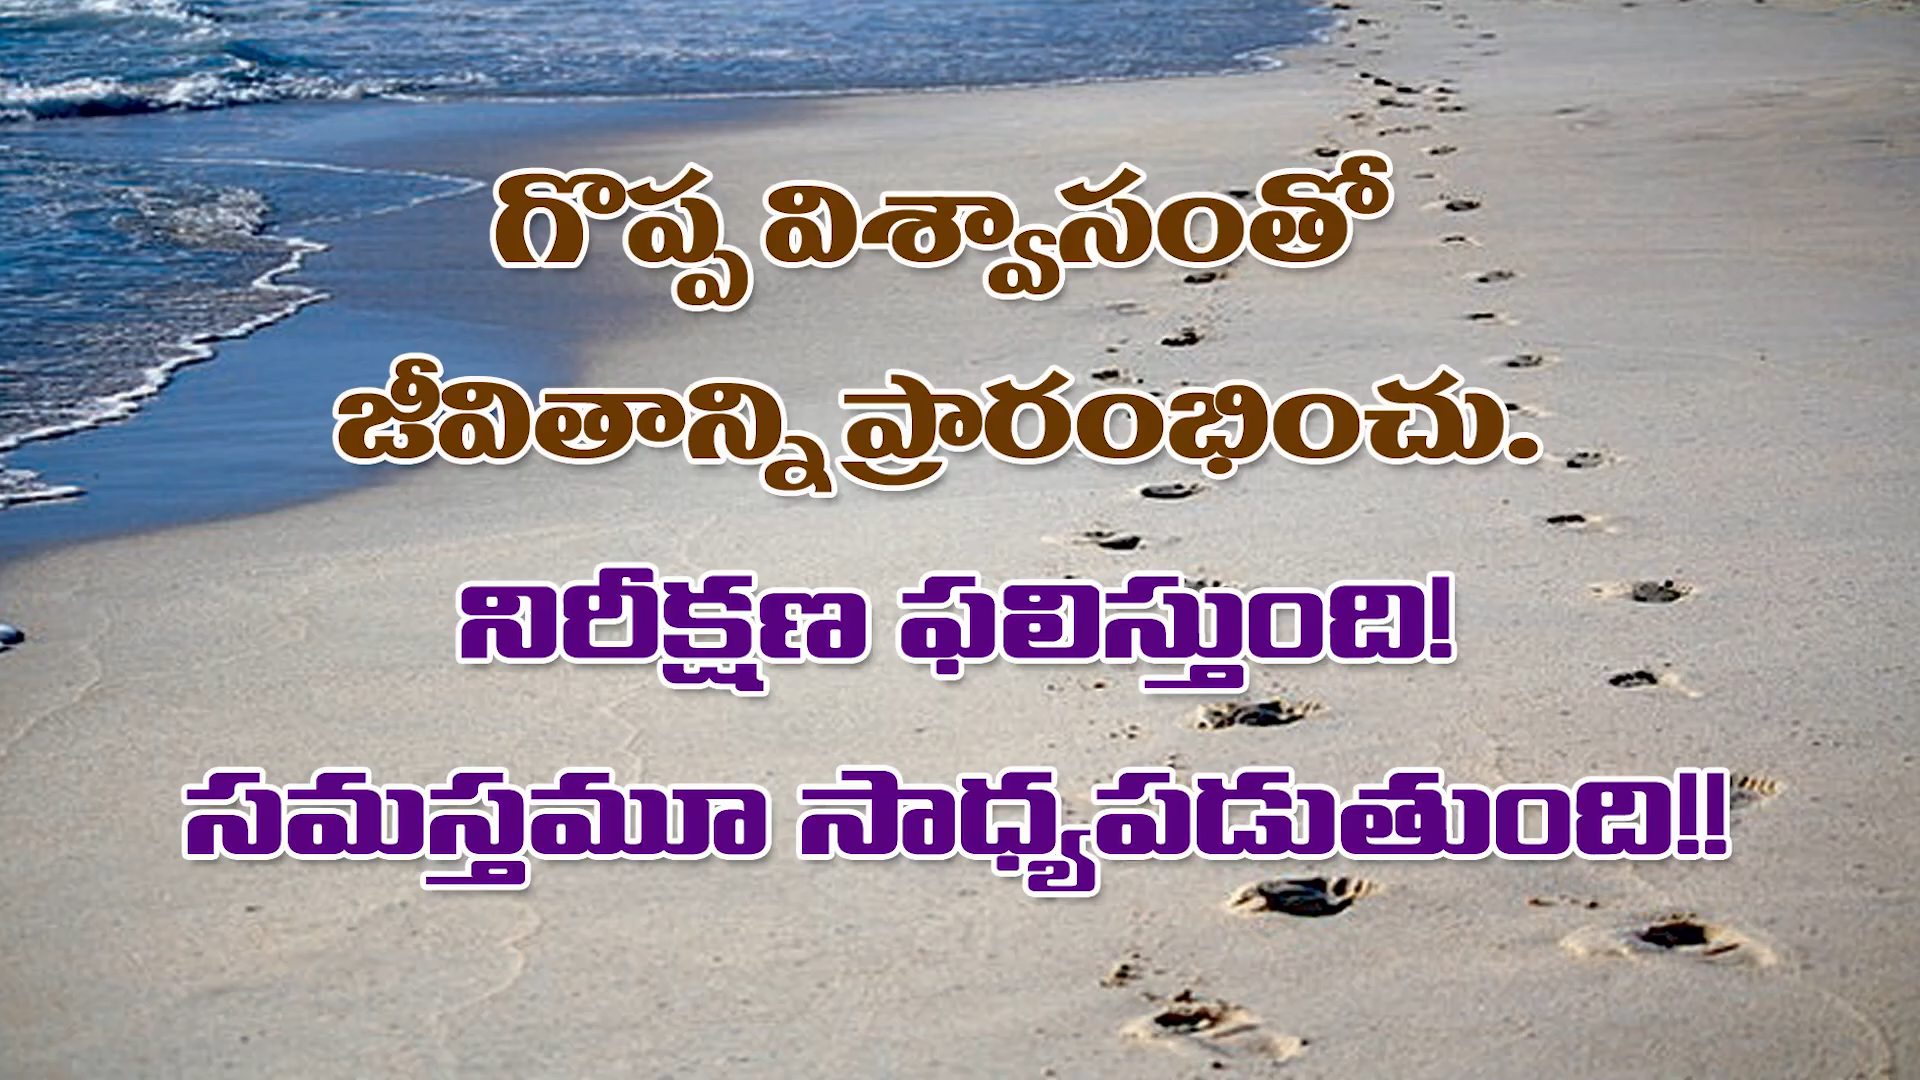 గొప్ప విశ్వాసంతో
జీవితాన్ని ప్రారంభించు.
నిరీక్షణ ఫలిస్తుంది!
సమస్తమూ సాధ్యపడుతుంది!!